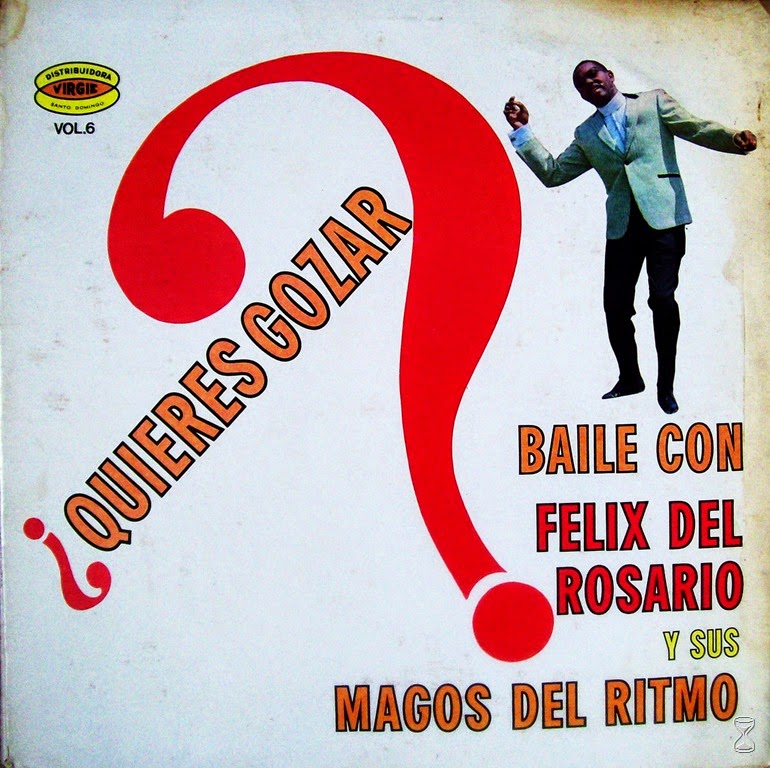 DISTRIBUIDORA
VIRGIE
SANTO DOMINGO
VOL.6
¿QUIERES GOZAR?
BAILE CON
FELIX DEL
ROSARIO
Y SUS
MAGOS DEL RITMO